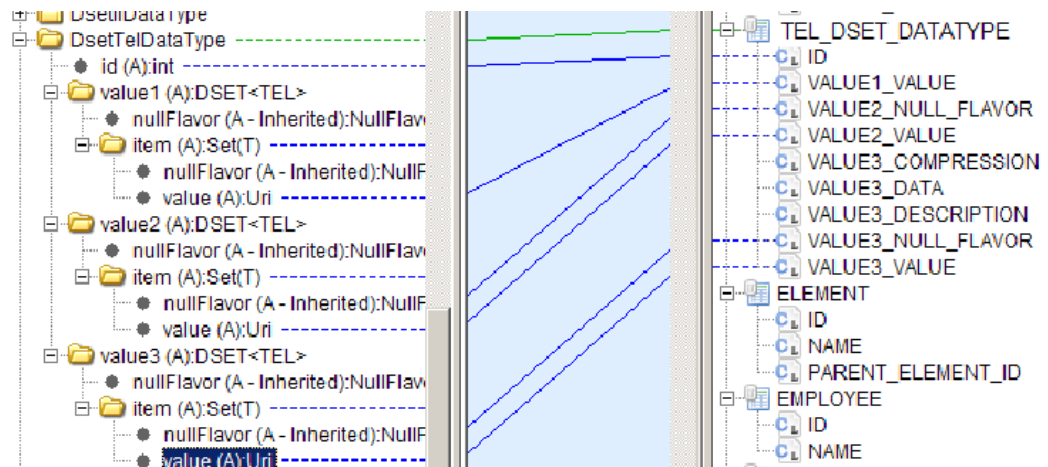 DsetIIDataType
DsetTelDataType
id (A):int
value1 (A):DSET<TEL>
nullFlavor (A - Inherited):NullFlav
item (A):Set(T)
nullFlavor (A - Inherited):NullF
value (A):Uri
value2 (A):DSET<TEL>
nullFlavor (A - Inherited):NullFlav
item (A):Set(T)
nullFlavor (A - Inherited):NullF
value (A):Uri
value3 (A):DSET<TEL>
nullFlavor (A - Inherited):NullFlav
item (A):Set(T)
nullFlavor (A - Inherited):NullF
value (A):Uri
TEL_DSET_DATATYPE
ID
VALUE1_VALUE
VALUE2_NULL_FLAVOR
VALUE2_VALUE
VALUE3_COMPRESSION
VALUE3_DATA
VALUE3_DESCRIPTION
VALUE3_NULL_FLAVOR
VALUE3_VALUE
ELEMENT
ID
NAME
PARENT_ELEMENT_ID
EMPLOYEE
ID
NAME